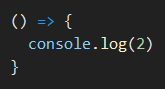 () => {
  console.log(2)
}